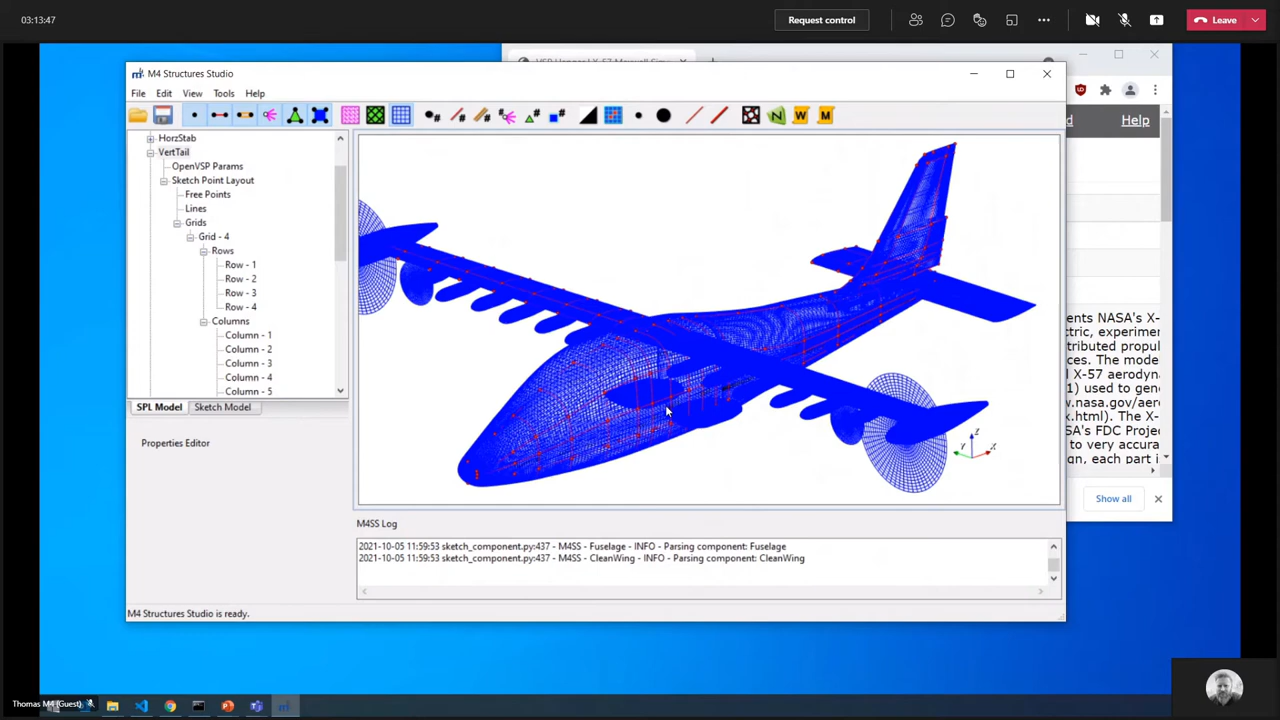 03:13:47
Request control
Leave
M4 Structures Studio
File Edit View Tools Help
HorzStab
VertTail
OpenVSP Params
Sketch Point Layout
Free Points
Lines
Grids
Grid - 4
Rows
Row - 1
Row - 2
Row - 3
Row - 4
Columns
Column - 1
Column - 2
Column - 3
Column - 4
Column - 5
SPL Model Sketch Model
Properties Editor
Z
Y
X
M4SS Log
2021-10-05 11:59:53 sketch_component.py:437 - M4SS - Fuselage - INFO - Parsing component: Fuselage
2021-10-05 11:59:53 sketch_component.py:437 - M4SS - CleanWing - INFO - Parsing component: CleanWing
M4 Structures Studio is ready.
Help
ents NASA's X-
ctric, experimen
tributed propul
ces. The mode
d X-57 aerodyna
1) used to gene
w.nasa.gov/aero
x.html). The X-
SA's FDC Projec
to very accurat
gn, each part i
Show all
Thomas M4 (Guest)